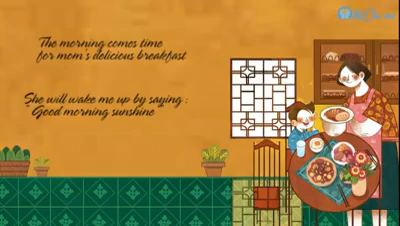 The morning comes time
for mom's delicious breakfast
She will wake me up by saying :
Good morning sunshine